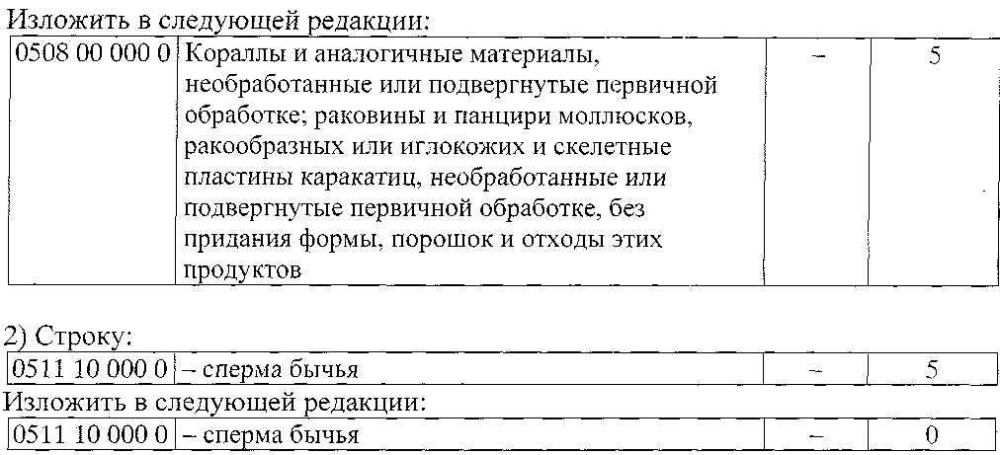 Изложить в следующей редакции:
0508 00 000 0 Кораллы и аналогичные материалы, – 5
необработанные или подвергнутые первичной
обработке; раковины и панцири моллюсков,
ракообразных или иглокожих и скелетные
пластины каракатиц, необработанные или
подвергнутые первичной обработке, без
придания формы, порошок и отходы этих
продуктов
2) Строку:
0511 10 000 0 – сперма бычья – 5
Изложить в следующей редакции:
0511 10 000 0 – сперма бычья – 0